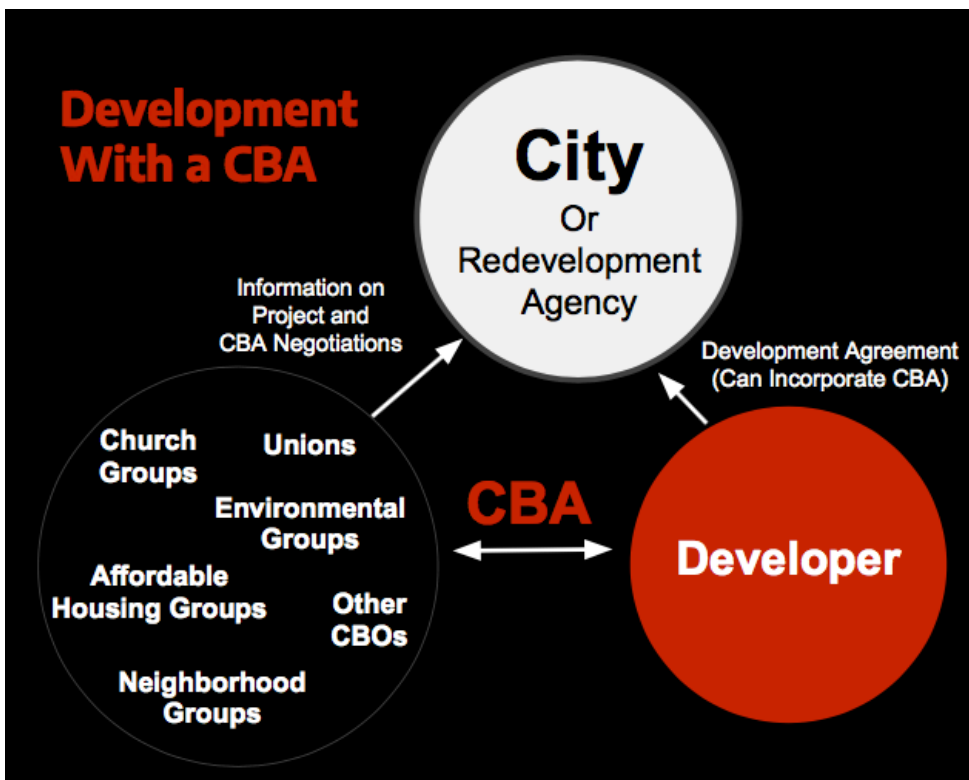 Development
With a CBA
City
Or
Redevelopment
Agency
Information on
Project and
CBA Negotiations
Development Agreement
(Can Incorporate CBA)
Church
Groups
Unions
Environmental
Groups
Affordable
Housing Groups
Other
CBOs
Neighborhood
Groups
CBA
Developer